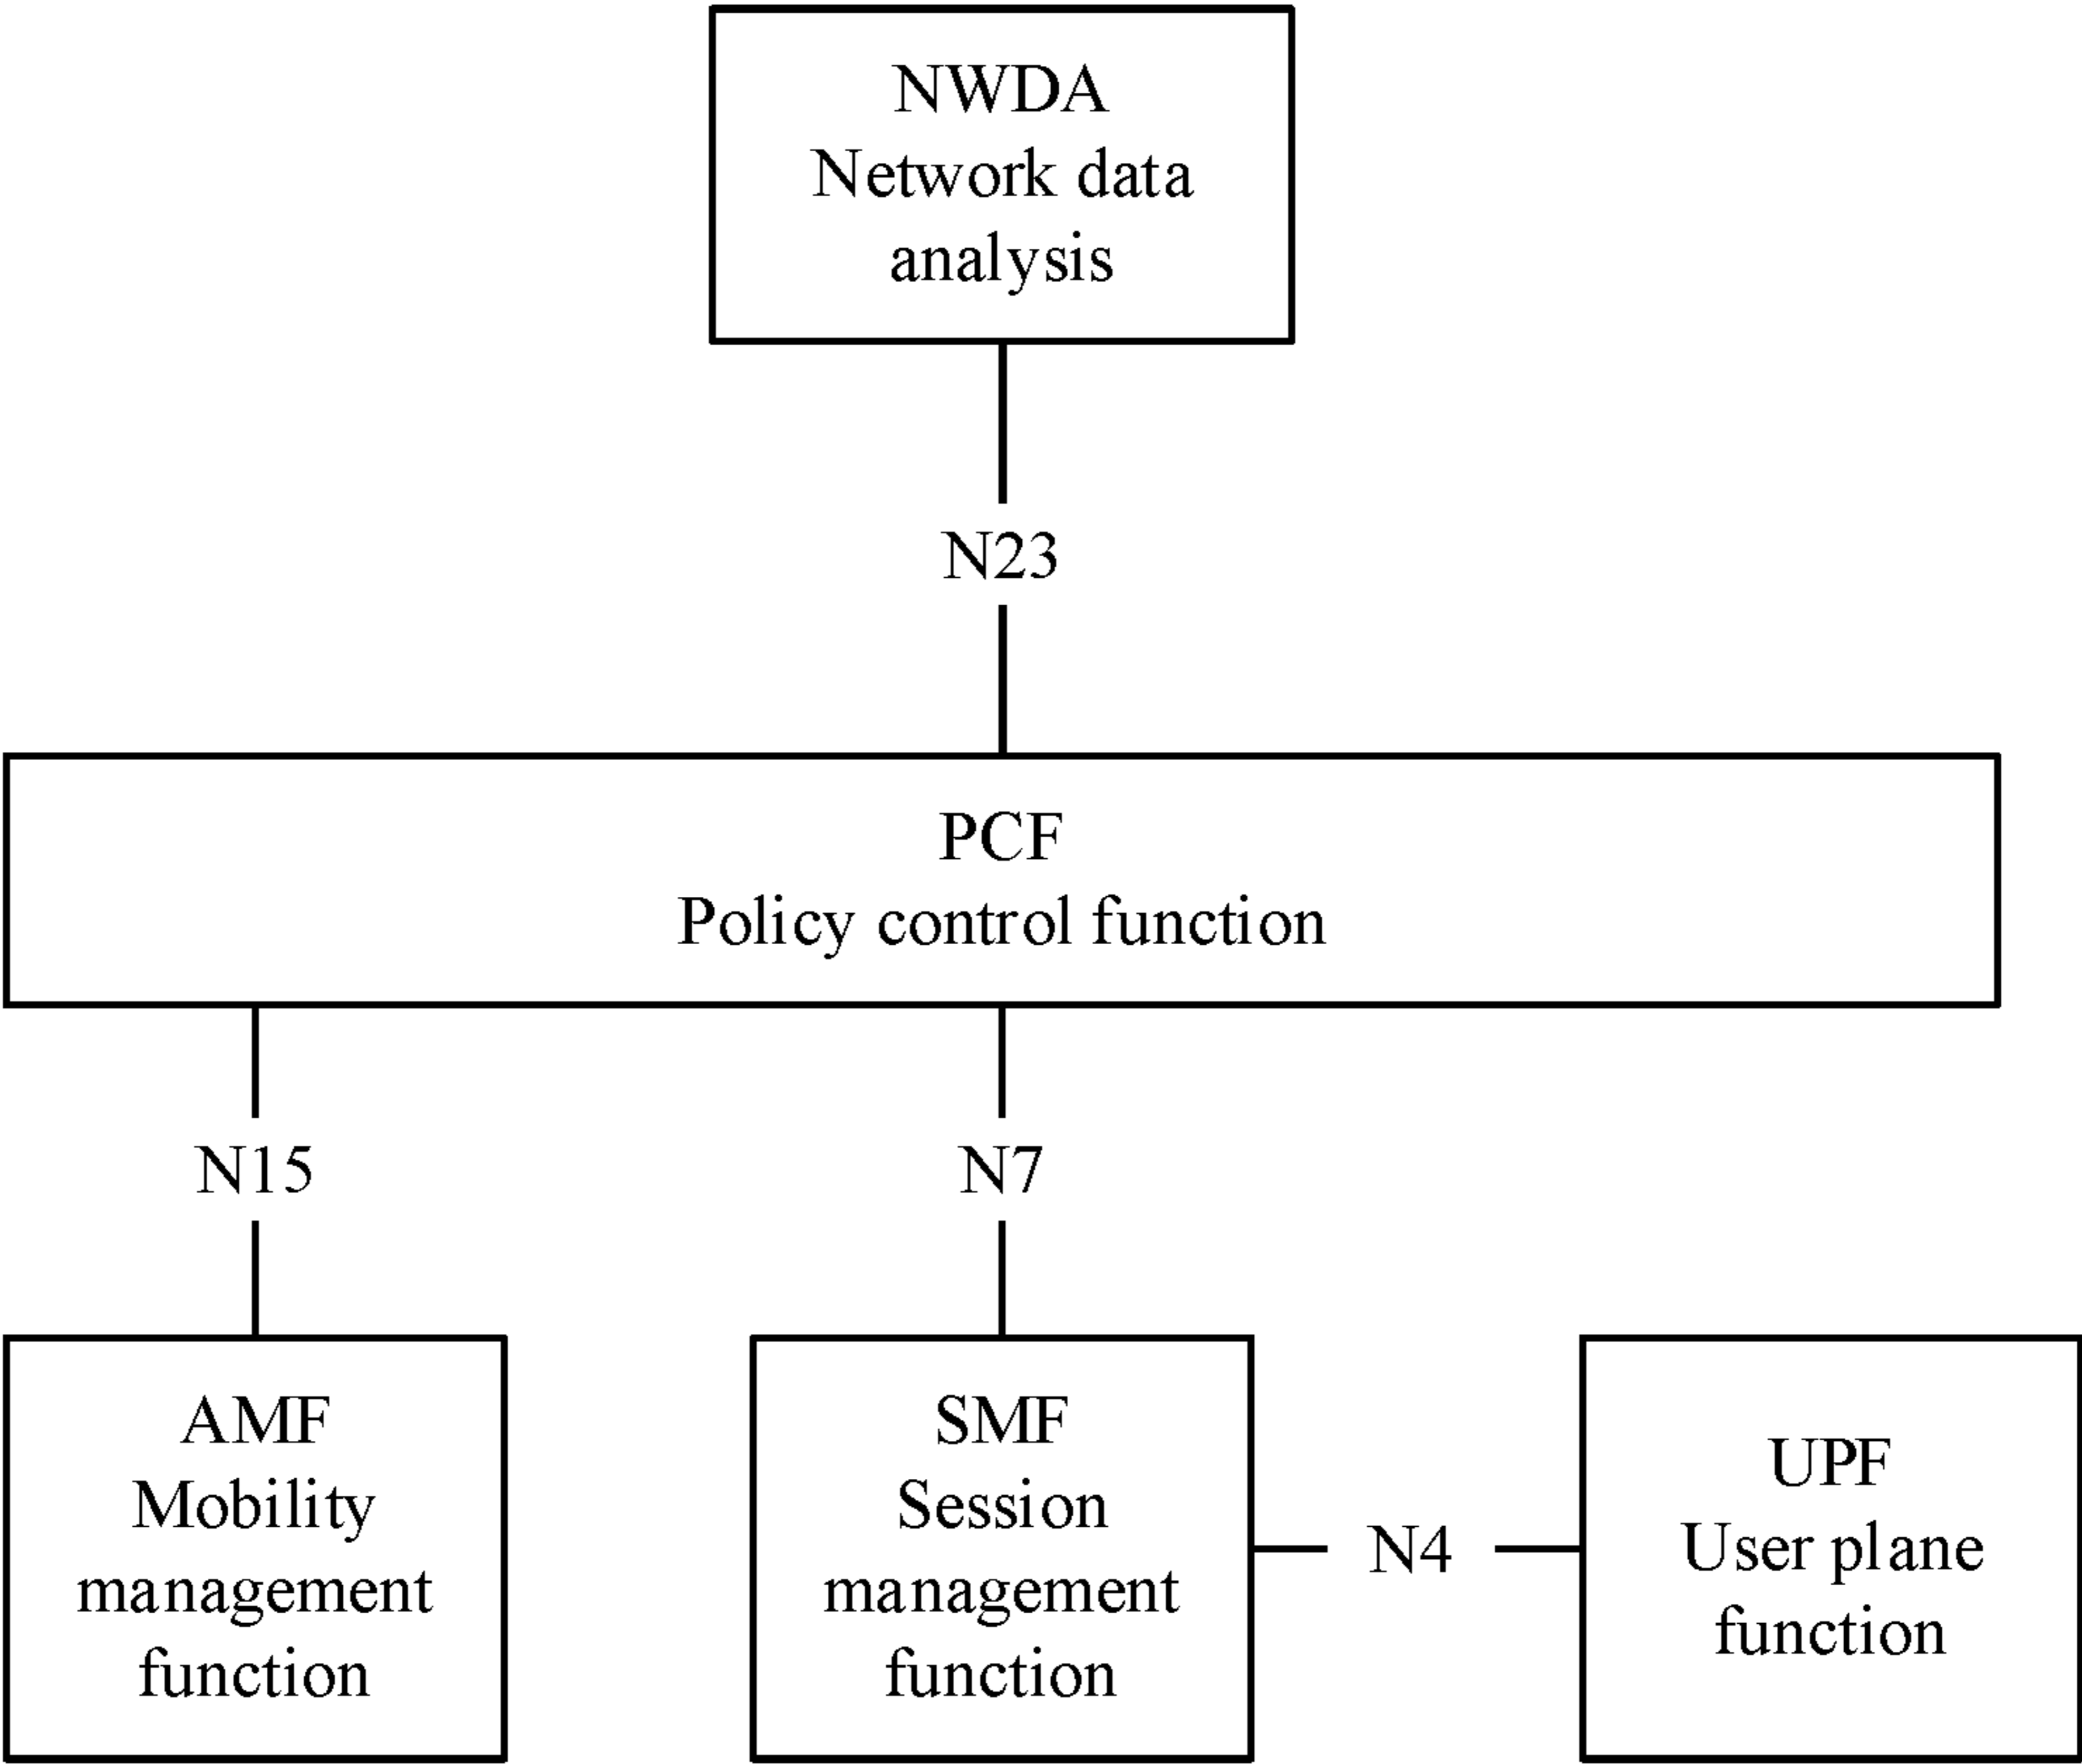 NWDA
Network data
analysis
N23
PCF
Policy control function
N15
N7
AMF
Mobility
management
function
SMF
Session
management
function
N4
UPF
User plane
function